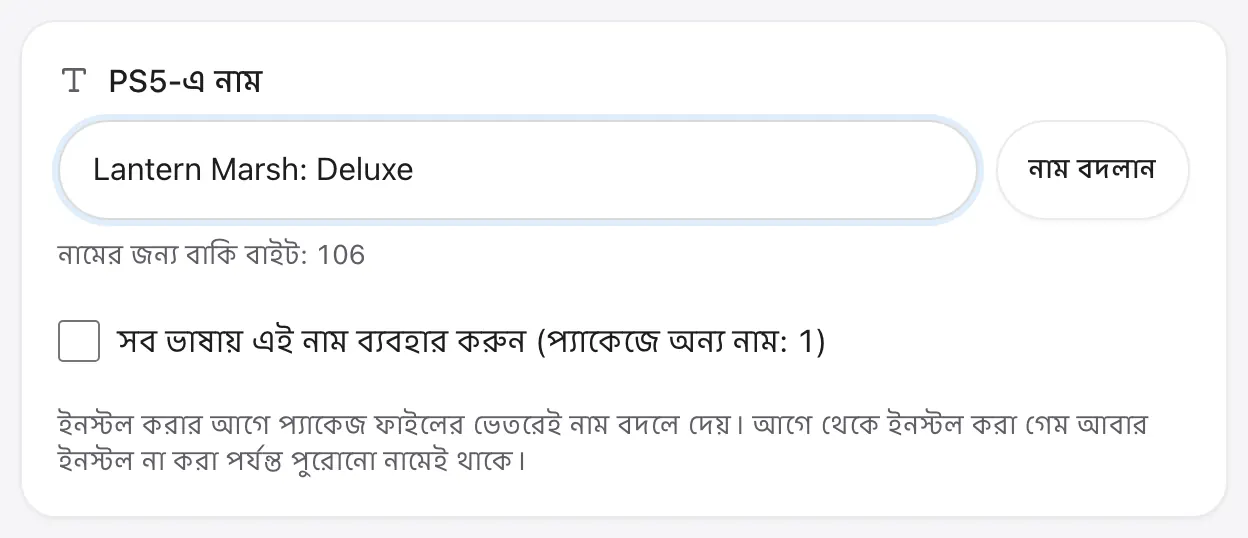 PS5-এ নাম
Lantern Marsh: Deluxe
নাম বদলান
নামের জন্য বাকি বাইট: 106
সব ভাষায় এই নাম ব্যবহার করুন (প্যাকেজে অন্য নাম: 1)
ইনস্টল করার আগে প্যাকেজ ফাইলের ভেতরেই নাম বদলে দেয়। আগে থেকে ইনস্টল করা গেম আবার
ইনস্টল না করা পর্যন্ত পুরোনো নামেই থাকে।